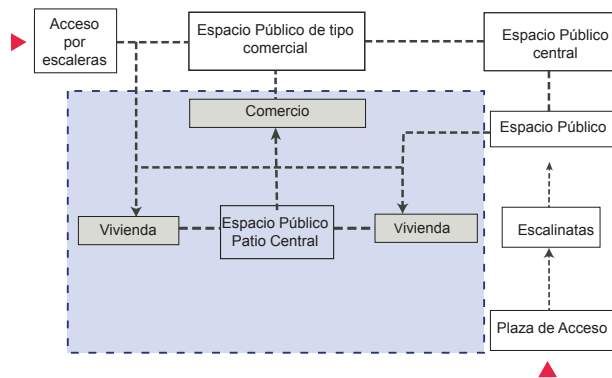 Acceso
por
escaleras
Espacio Público de tipo
comercial
Espacio Público
central
Comercio
Espacio Público
Vivienda
Espacio Público
Patio Central
Vivienda
Escalinatas
Plaza de Acceso